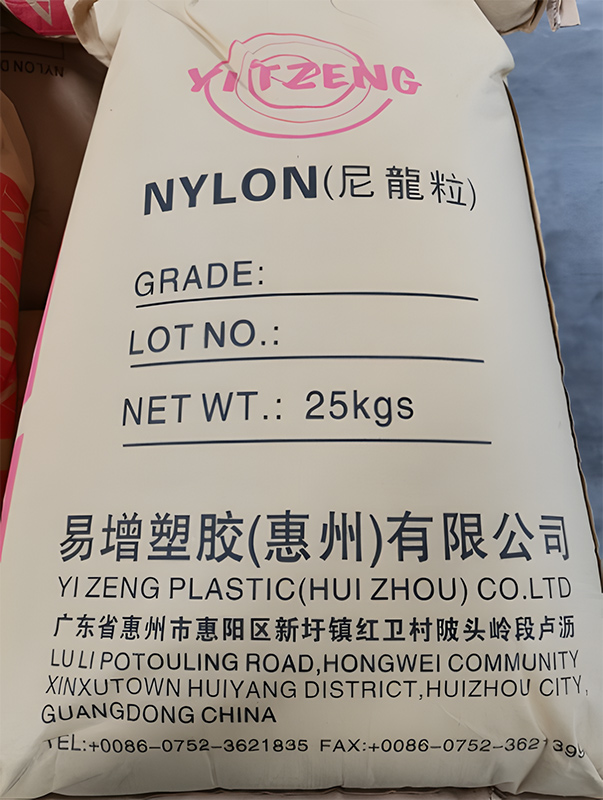 NYLON D
YITZENG
NYLON(尼龍粒)
GRADE:
LOT NO.:
NET WT.: 25kgs
易增塑胶(惠州)有限公司
YI ZENG PLASTIC(HUI ZHOU) CO.LTD
广东省惠州市惠阳区新圩镇红卫村陂头岭段卢沥
LU LI POTOULING ROAD,HONGWEI COMMUNITY
XINXUTOWN HUIYANG DISTRICT,HUIZHOU CITY,
GUANGDONG CHINA
TEL:+0086-0752-3621835 FAX:+0086-0752-3621399